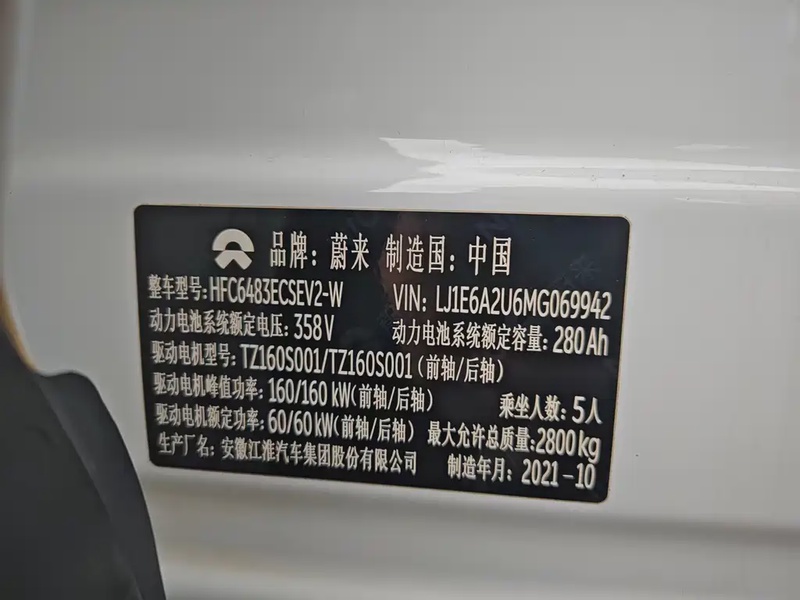 品牌：蔚来 制造国：中国
整车型号：HFC6483ECSEV2-W VIN：LJ1E6A2U6MG069942
动力电池系统额定电压：358V 动力电池系统额定容量：280Ah
驱动电机型号：TZ160S001/TZ160S001（前轴/后轴）
驱动电机峰值功率：160/160kW(前轴/后轴) 乘坐人数：5人
驱动电机额定功率：60/60kW(前轴/后轴) 最大允许总质量：2800kg
生产厂名：安徽江淮汽车集团股份有限公司 制造年月：2021-10